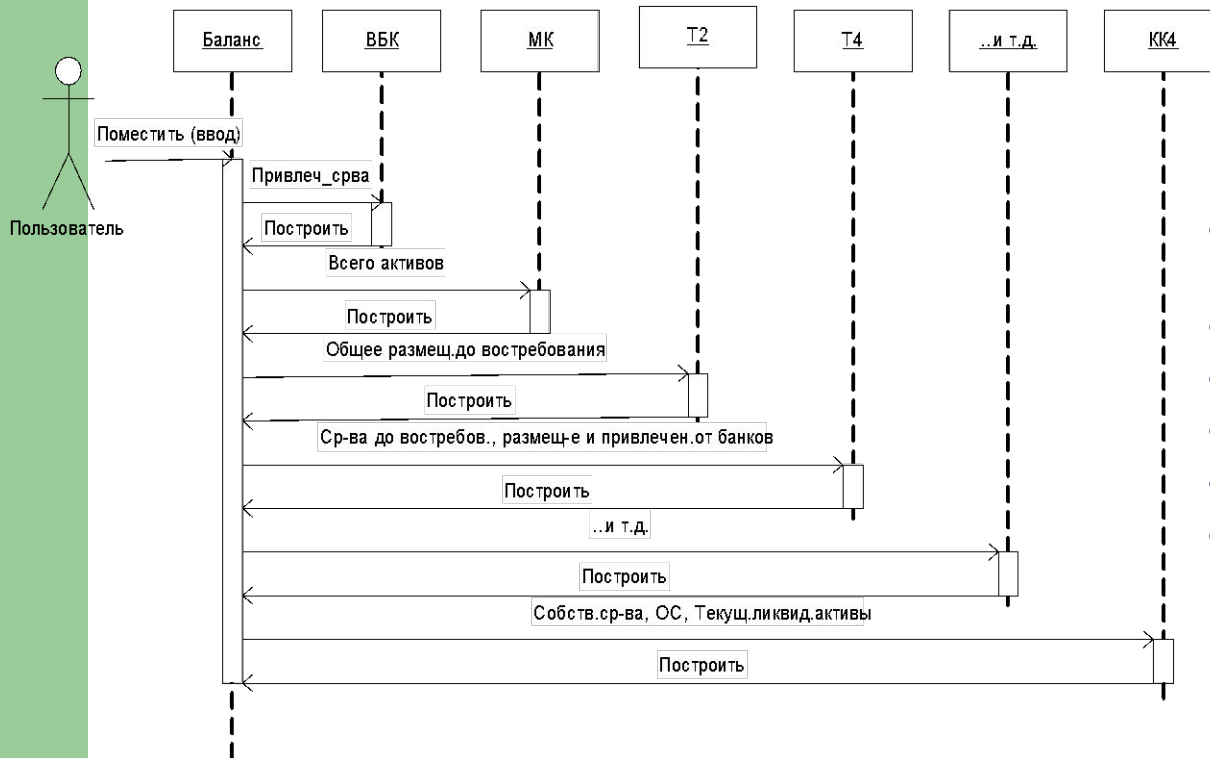 Баланс
ВБК
МК
Т2
Т4
..и т.д.
КК4
Поместить (ввод)
Пользователь
Привлеч_срва
Построить
Всего активов
Построить
Общее размещ.до востребования
Построить
Ср-ва до востребов., размещ-е и привлечен.от банков
Построить
..и т.д.
Построить
Собств.ср-ва, ОС, Текущ.ликвид.активы
Построить